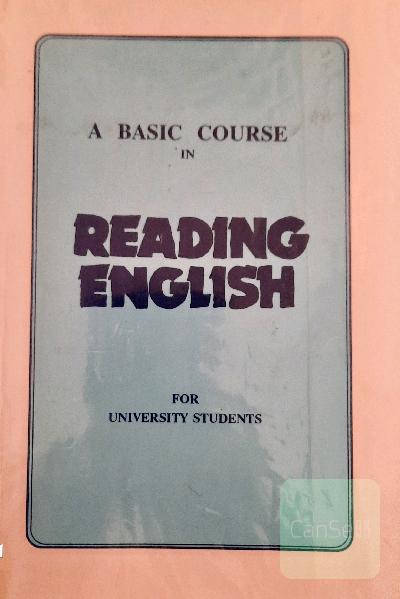 A BASIC COURSE
IN
READING
ENGLISH
FOR
UNIVERSITY STUDENTS
CanSell